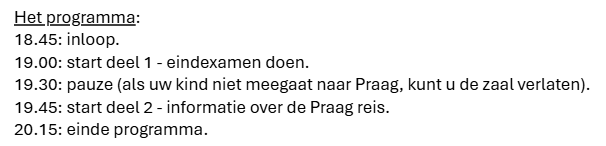 Het programma:
18.45: inloop.
19.00: start deel 1 - eindexamen doen.
19.30: pauze (als uw kind niet meegaat naar Praag, kunt u de zaal verlaten).
19.45: start deel 2 - informatie over de Praag reis.
20.15: einde programma.